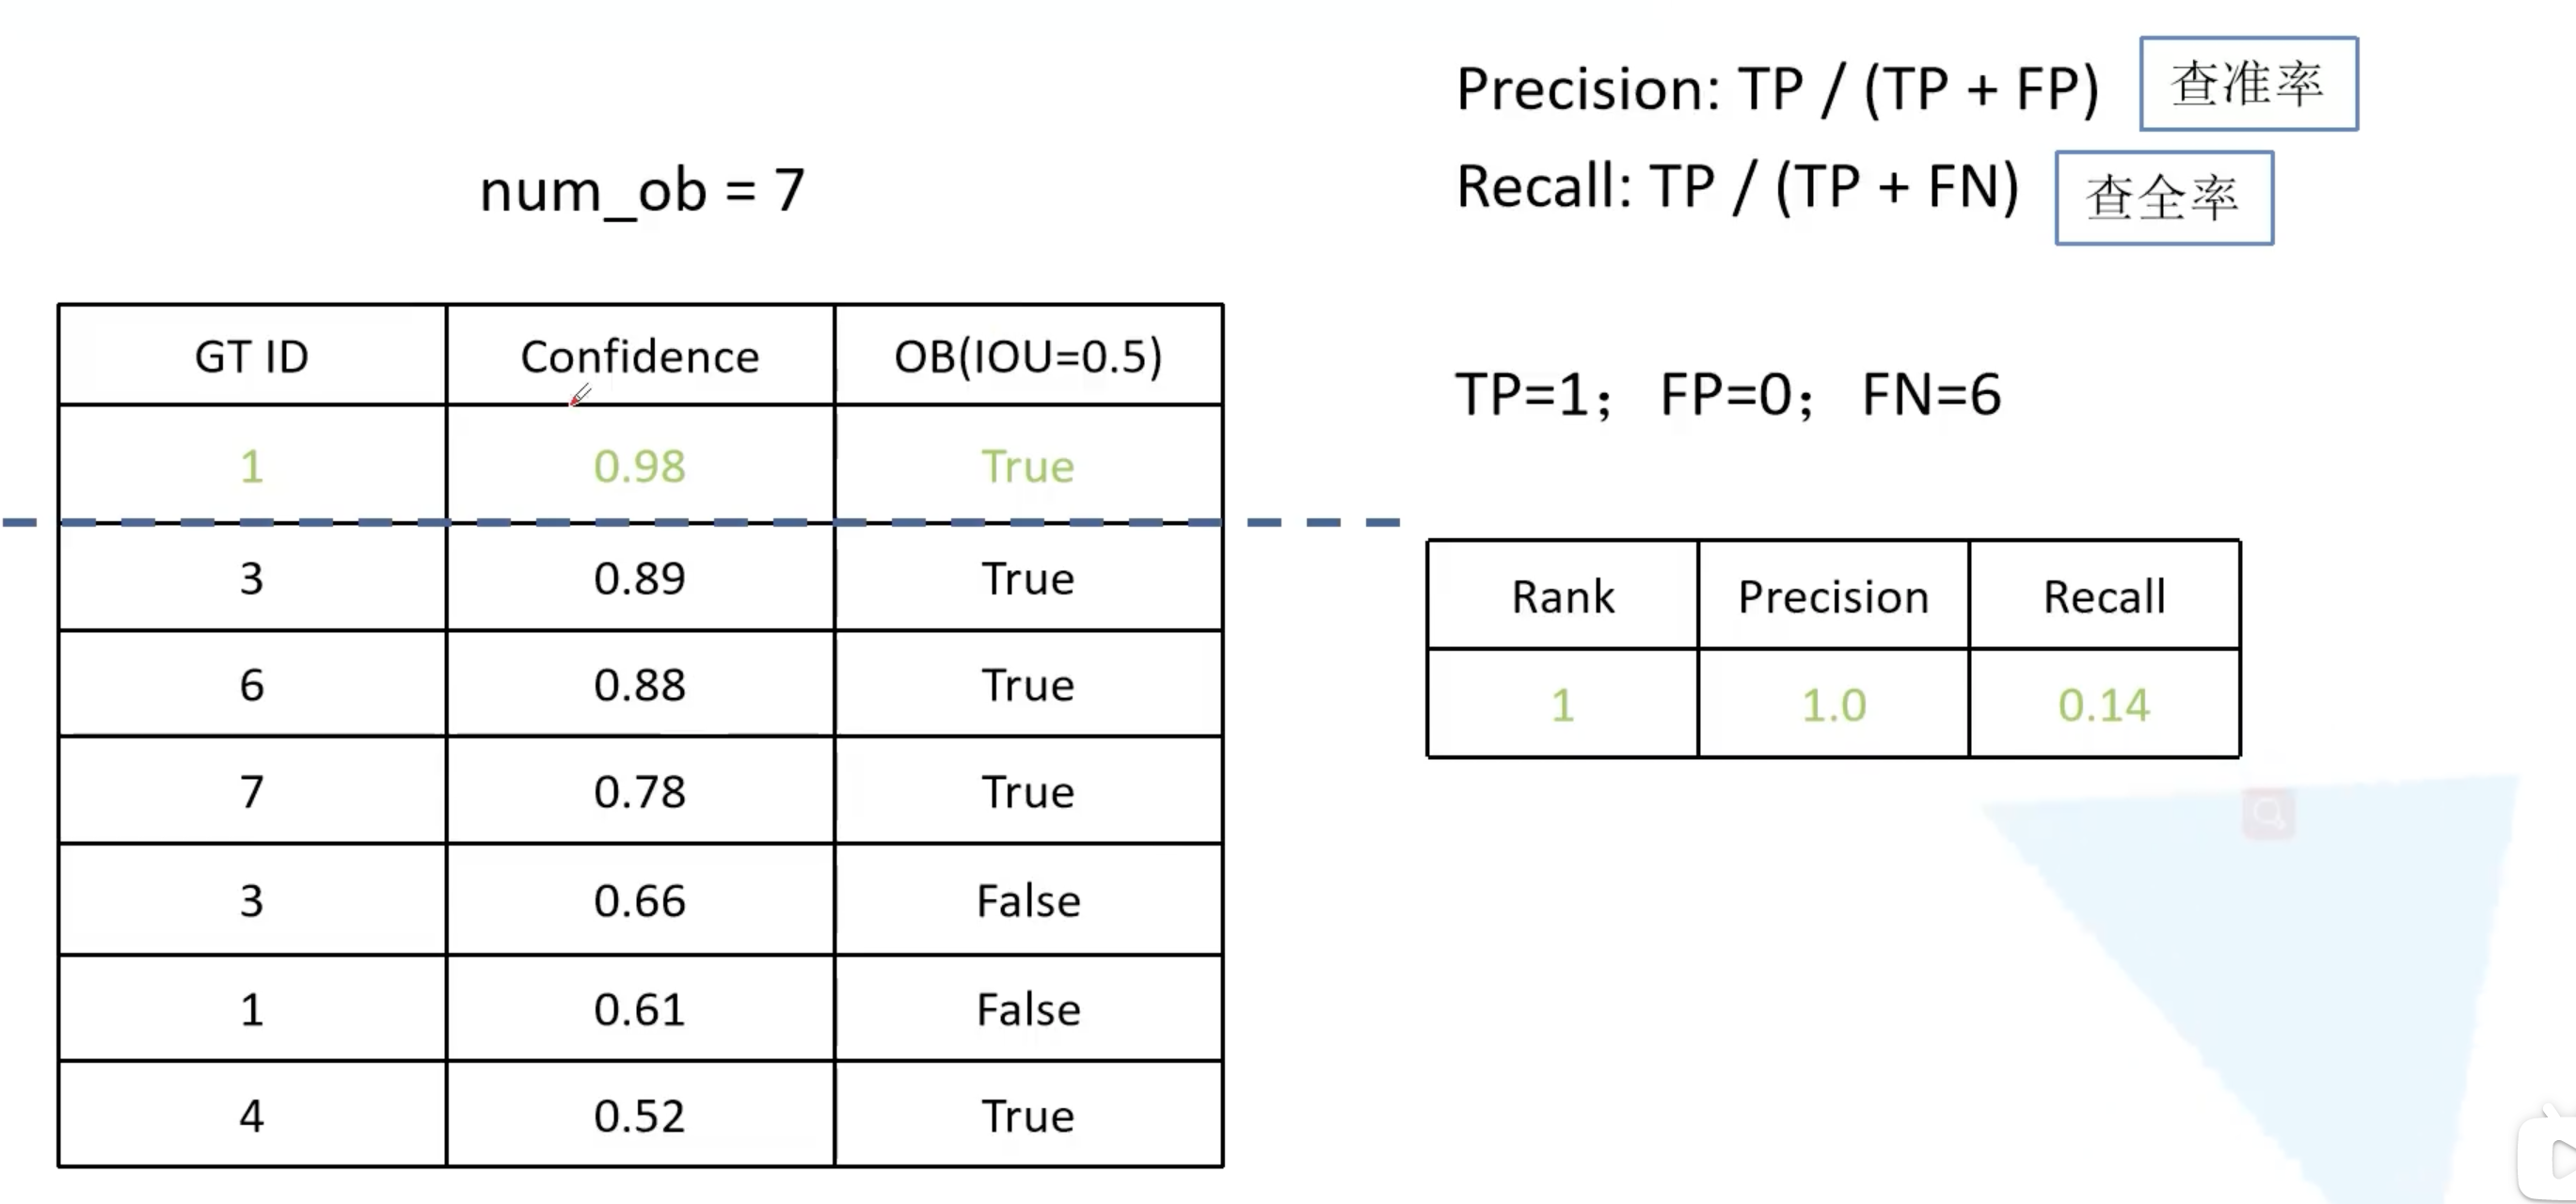 Precision: TP / (TP + FP) 查准率
Recall: TP / (TP + FN) 查全率
num_ob = 7
GT ID Confidence OB(IOU=0.5)
1 0.98 True
3 0.89 True
6 0.88 True
7 0.78 True
3 0.66 False
1 0.61 False
4 0.52 True
TP=1； FP=0； FN=6
Rank Precision Recall
1 1.0 0.14